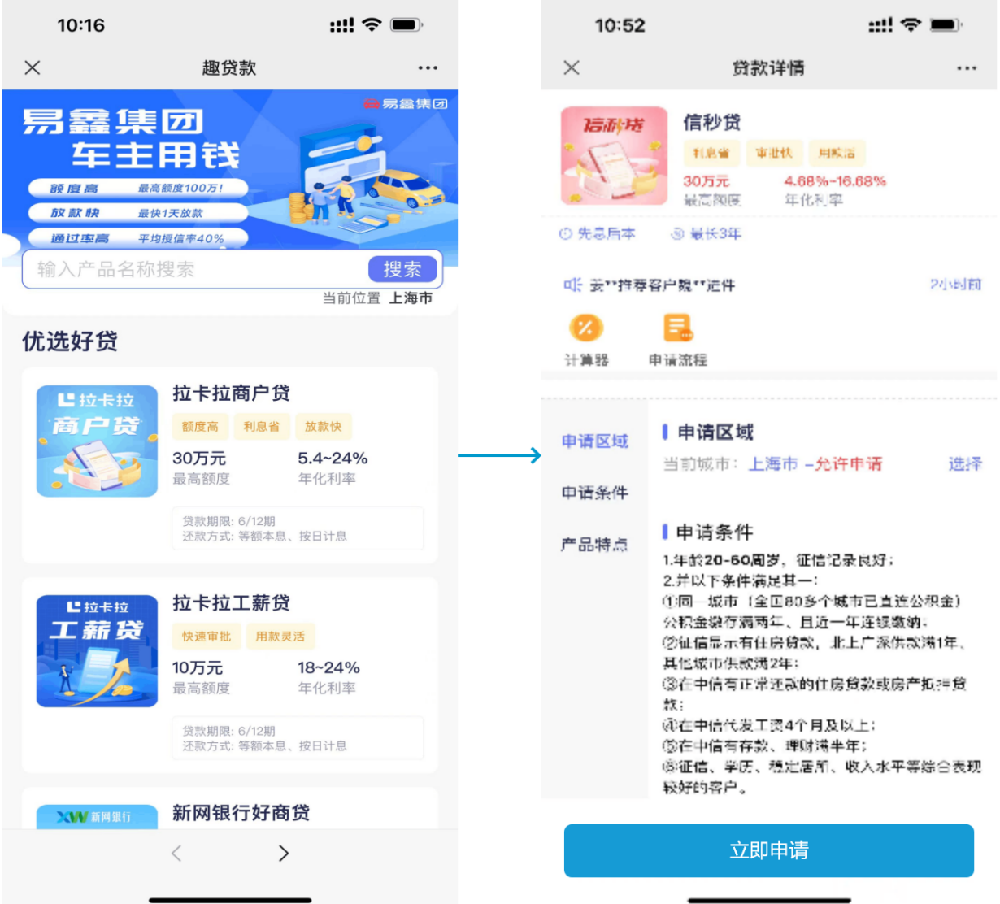 10:16
趣贷款
易鑫集团
易鑫集团
车主用钱
额度高 最高额度100万!
放款快 最快1天放款
通过率高 平均授信率40%
输入产品名称搜索 搜索
当前位置 上海市
优选好贷
拉卡拉
商户贷
拉卡拉商户贷
额度高 利息省 放款快
30万元 5.4~24%
最高额度 年化利率
贷款期限: 6/12期
还款方式: 等额本息、按日计息
拉卡拉
工薪贷
拉卡拉工薪贷
快速审批 用款灵活
10万元 18~24%
最高额度 年化利率
贷款期限: 6/12期
还款方式: 等额本息、按日计息
XW 新网银行
新网银行好商贷
10:52
贷款详情
信秒贷
信秒贷
利息省 审批快 用款活
30万元 4.68%-16.68%
最高额度 年化利率
先息后本 最长3年
姜**推荐客户魏**进件 2小时前
计算器 申请流程
申请区域
申请条件
产品特点
申请区域
当前城市: 上海市 -允许申请 选择
申请条件
1.年龄20-60周岁，征信记录良好;
2.并以下条件满足其一:
①同一城市（全国80多个城市已直连公积金）
公积金缴存满两年、且近一年连续缴纳;
②征信显示有住房贷款，北上广深供款满1年、
其他城市供款满2年;
③在中信有正常还款的住房贷款或房产抵押贷
款;
④在中信代发工资4个月及以上;
⑤在中信有存款、理财满半年;
⑥征信、学历、稳定居所、收入水平等综合表现
较好的客户。
立即申请